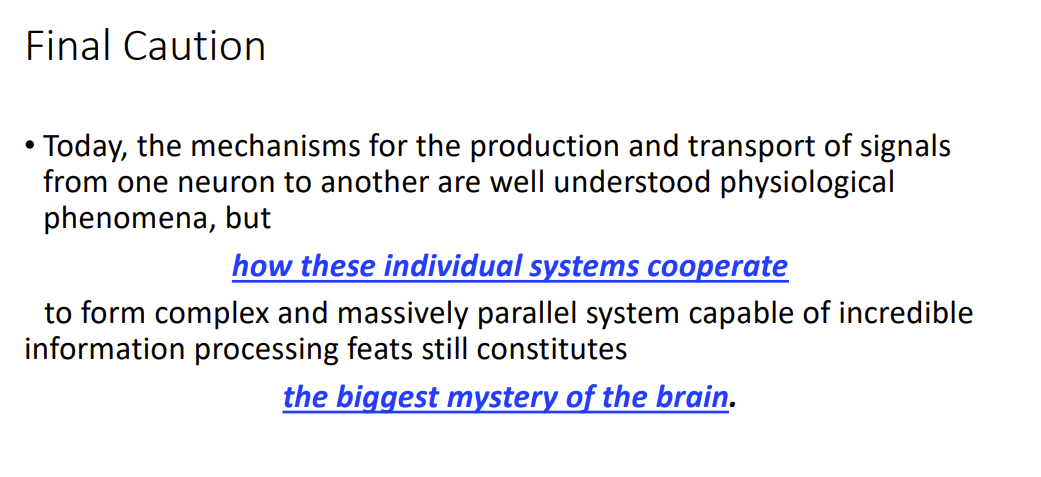 Final Caution
• Today, the mechanisms for the production and transport of signals
from one neuron to another are well understood physiological
phenomena, but
how these individual systems cooperate
to form complex and massively parallel system capable of incredible
information processing feats still constitutes
the biggest mystery of the brain.